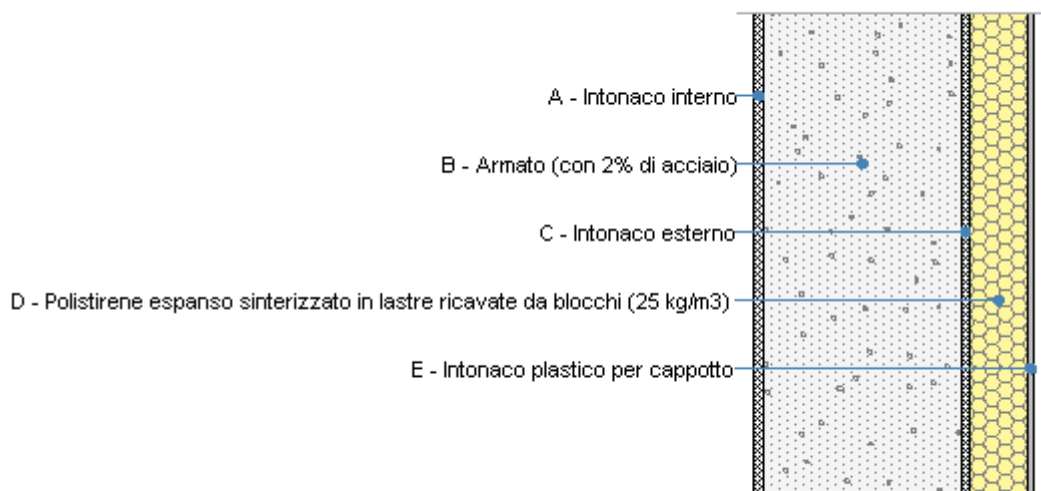 A - Intonaco interno
B - Armato (con 2% di acciaio)
C - Intonaco esterno
D - Polistirene espanso sinterizzato in lastre ricavate da blocchi (25 kg/m3)
E - Intonaco plastico per cappotto